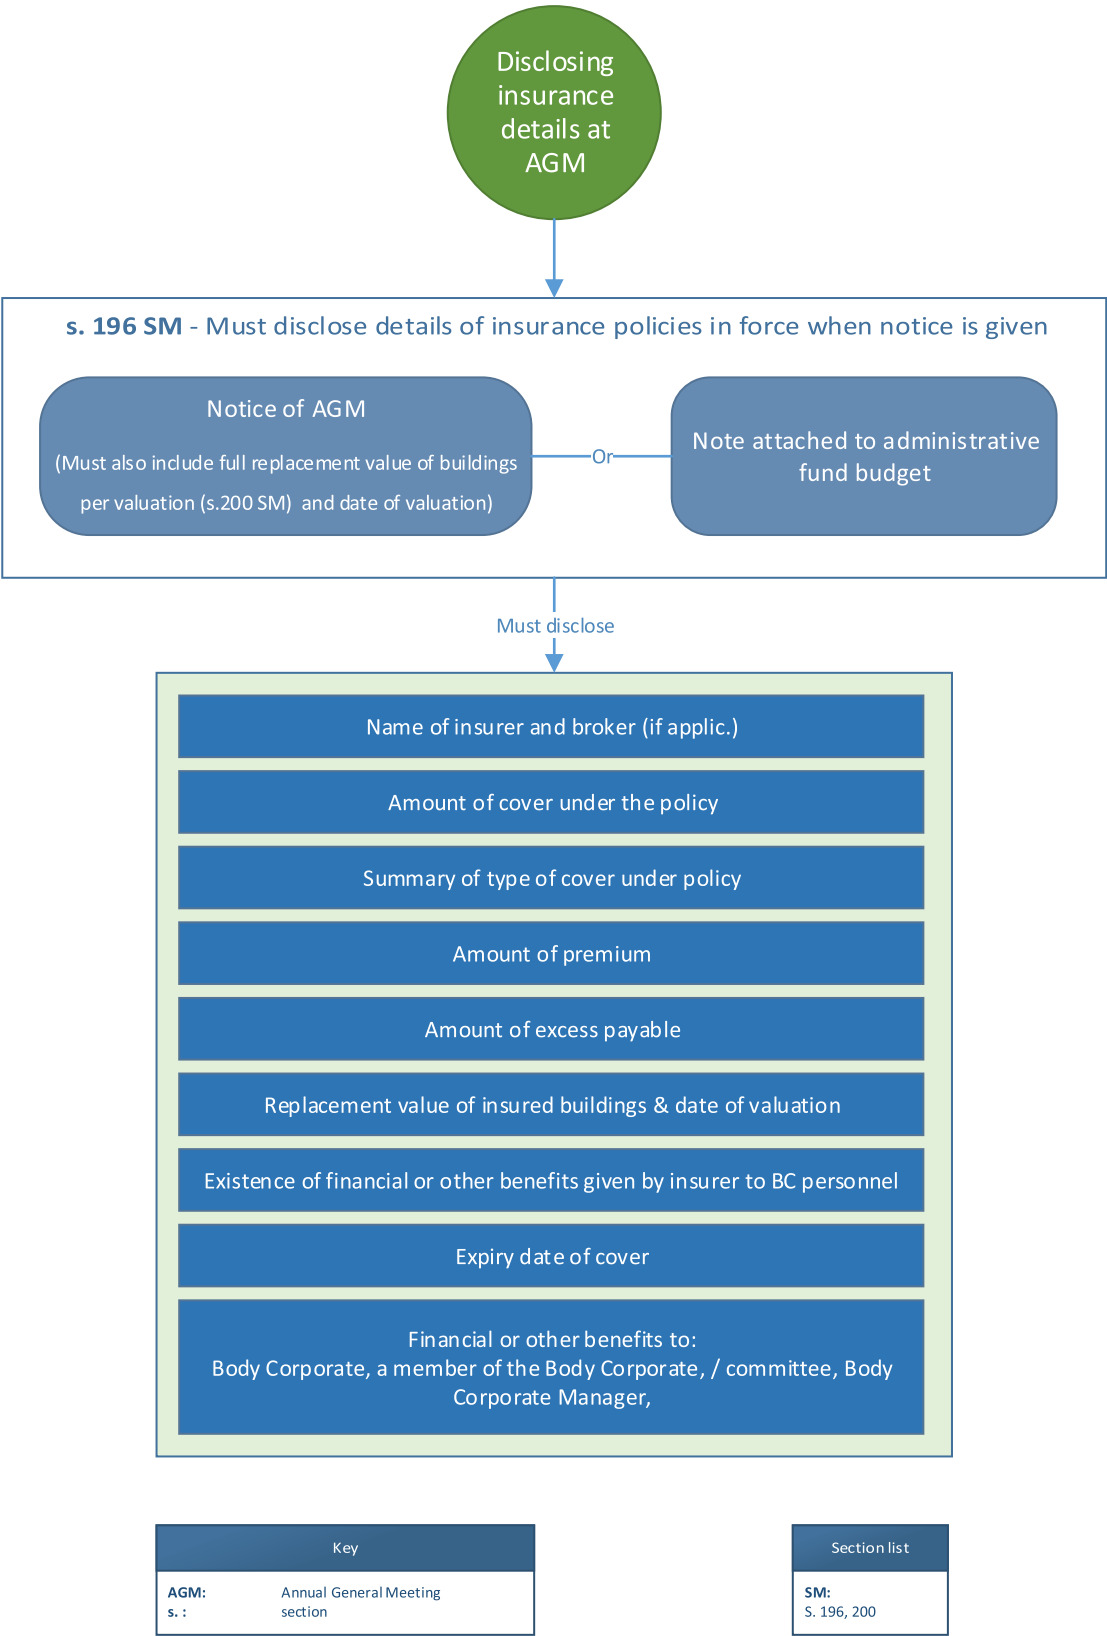 Disclosing
insurance
details at
AGM
s. 196 SM - Must disclose details of insurance policies in force when notice is given
Notice of AGM
(Must also include full replacement value of buildings
per valuation (s.200 SM) and date of valuation)
Or
Note attached to administrative
fund budget
Must disclose
Name of insurer and broker (if applic.)
Amount of cover under the policy
Summary of type of cover under policy
Amount of premium
Amount of excess payable
Replacement value of insured buildings & date of valuation
Existence of financial or other benefits given by insurer to BC personnel
Expiry date of cover
Financial or other benefits to:
Body Corporate, a member of the Body Corporate, / committee, Body
Corporate Manager,
Key
AGM: Annual General Meeting
s. : section
Section list
SM:
S. 196, 200